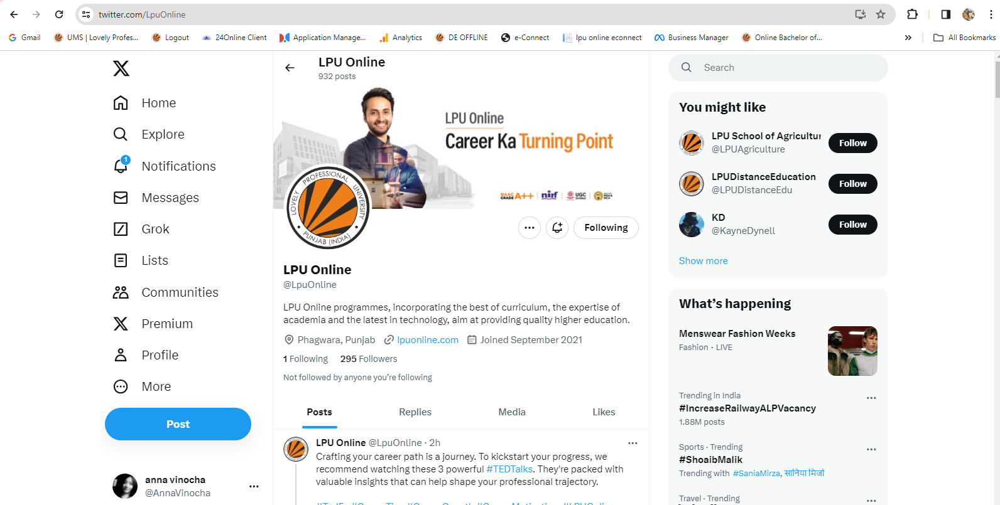 twitter.com/LpuOnline
Gmail
UMS | Lovely Profes...
Logout
24Online Client
Application Manage...
Analytics
DE OFFLINE
e-Connect
lpu online econnect
Business Manager
Online Bachelor of...
All Bookmarks
Home
Explore
1
Notifications
Messages
Grok
Lists
Communities
Premium
Profile
More
Post
anna vinocha
@AnnaVinocha
LPU Online
932 posts
LPU Online
Career Ka Turning Point
NAAC GRADE A++
nirf
UGC
LOVELY PROFESSIONAL UNIVERSITY
PUNJAB (INDIA)
Following
LPU Online
@LpuOnline
LPU Online programmes, incorporating the best of curriculum, the expertise of
academia and the latest in technology, aim at providing quality higher education.
Phagwara, Punjab lpuonline.com Joined September 2021
1 Following 295 Followers
Not followed by anyone you're following
Posts Replies Media Likes
LPU Online @LpuOnline · 2h
Crafting your career path is a journey. To kickstart your progress, we
recommend watching these 3 powerful #TEDTalks. They're packed with
valuable insights that can help shape your professional trajectory.
Search
You might like
LPU School of Agricultur
@LPUAgriculture
Follow
LPUDistanceEducation
@LPUDistanceEdu
Follow
KD
@KayneDynell
Follow
Show more
What's happening
Menswear Fashion Weeks
Fashion · LIVE
Trending in India
#IncreaseRailwayALPVacancy
1.88M posts
Sports · Trending
#ShoaibMalik
Trending with #SaniaMirza, सानिया मिर्जा
Travel · Trending